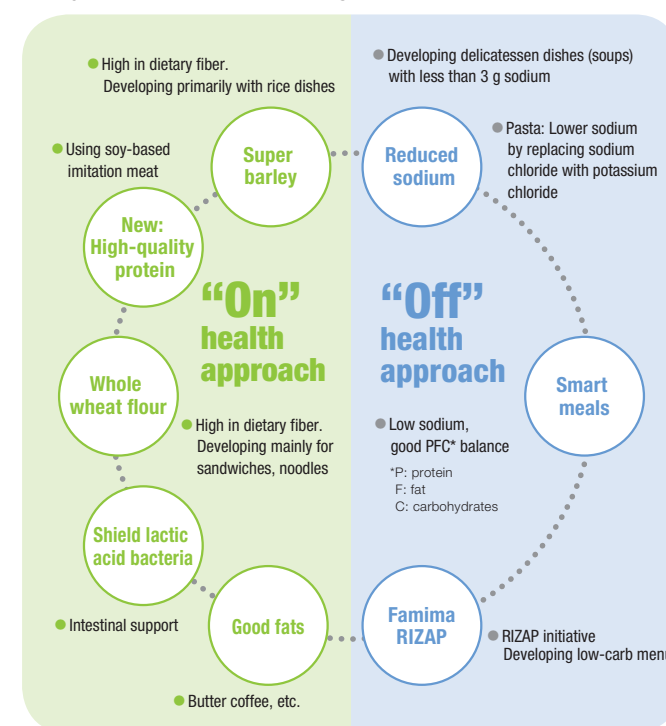 ● High in dietary fiber.
Developing primarily with rice dishes
● Using soy-based
imitation meat
Super
barley
New:
High-quality
protein
“On”
health
approach
Whole
wheat flour
● High in dietary fiber.
Developing mainly for
sandwiches, noodles
Shield lactic
acid bacteria
● Intestinal support
Good fats
● Butter coffee, etc.
● Developing delicatessen dishes (soups)
with less than 3 g sodium
Reduced
sodium
● Pasta: Lower sodium
by replacing sodium
chloride with potassium
chloride
“Off”
health
approach
Smart
meals
● Low sodium,
good PFC* balance
*P: protein
F: fat
C: carbohydrates
Famima
RIZAP
● RIZAP initiative
Developing low-carb menu